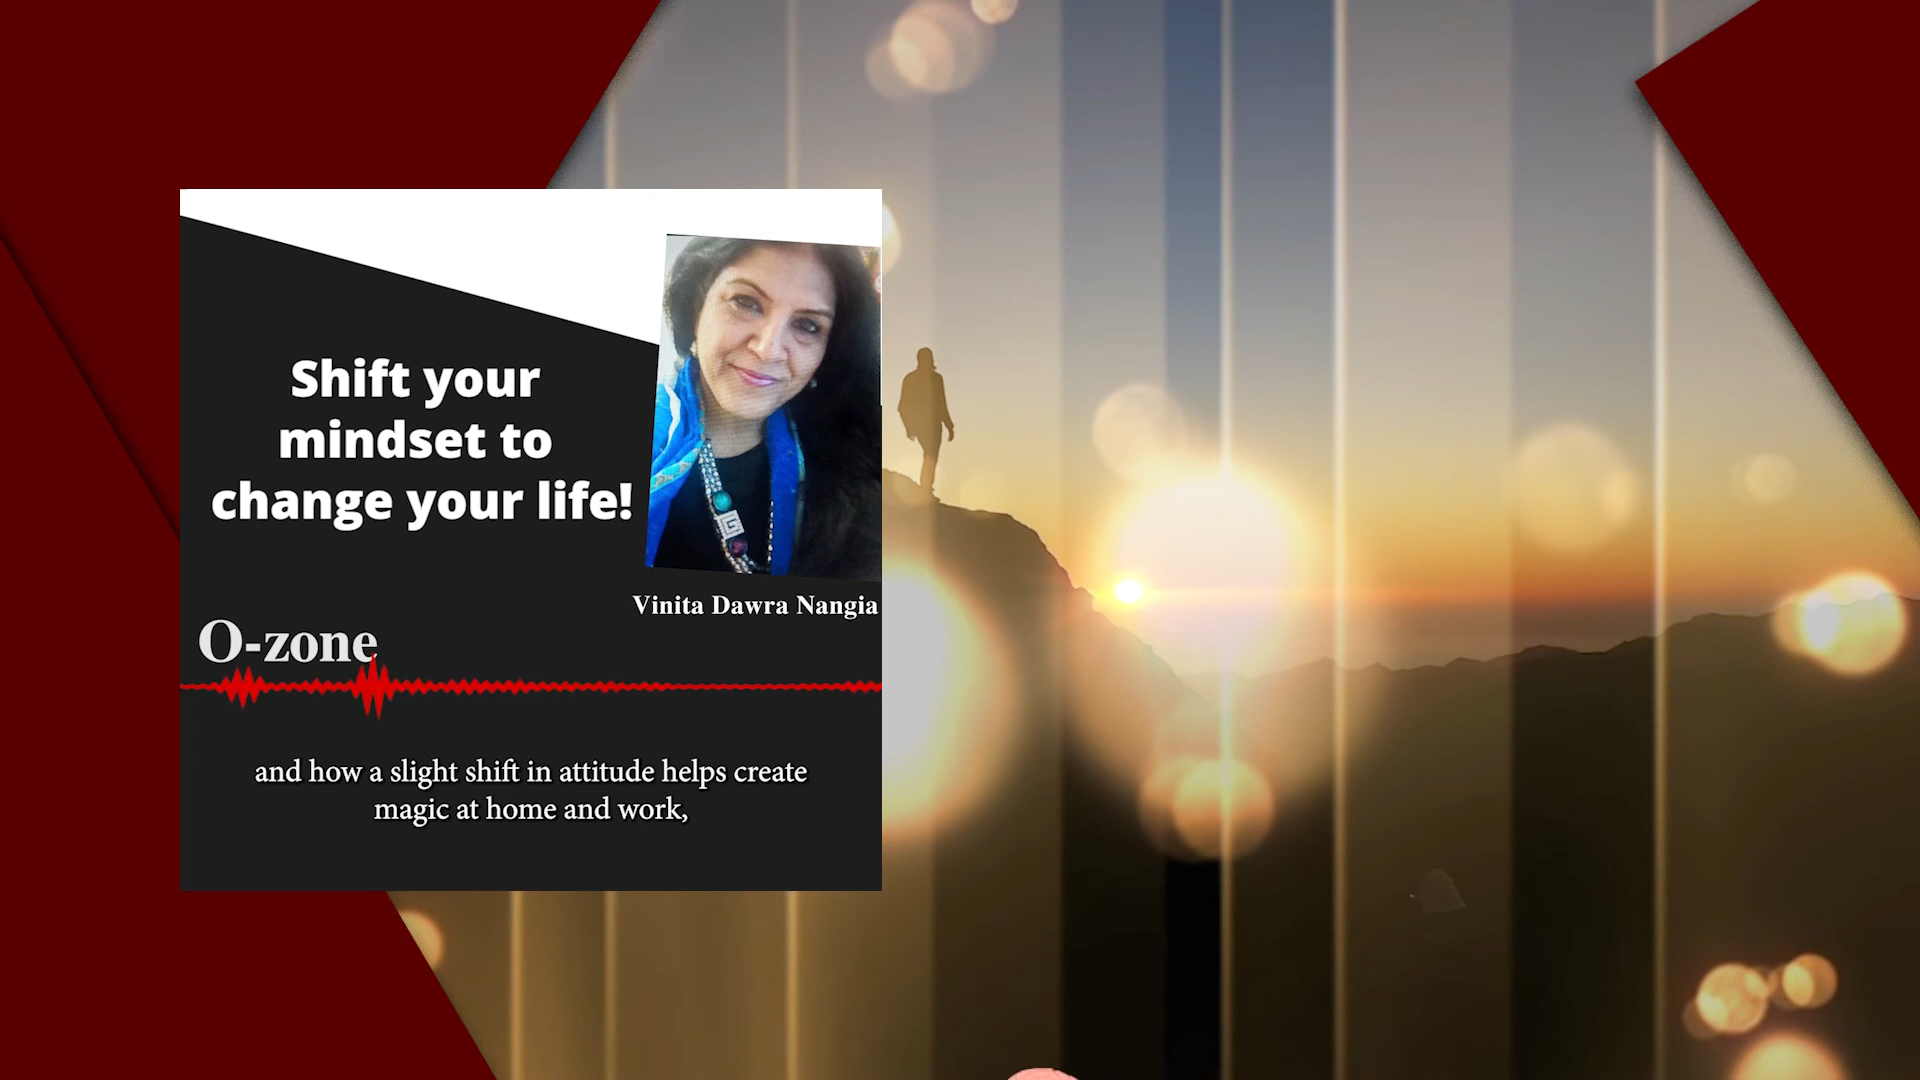 Shift your
mindset to
change your life!
Vinita Dawra Nangia
O-zone
and how a slight shift in attitude helps create
magic at home and work,